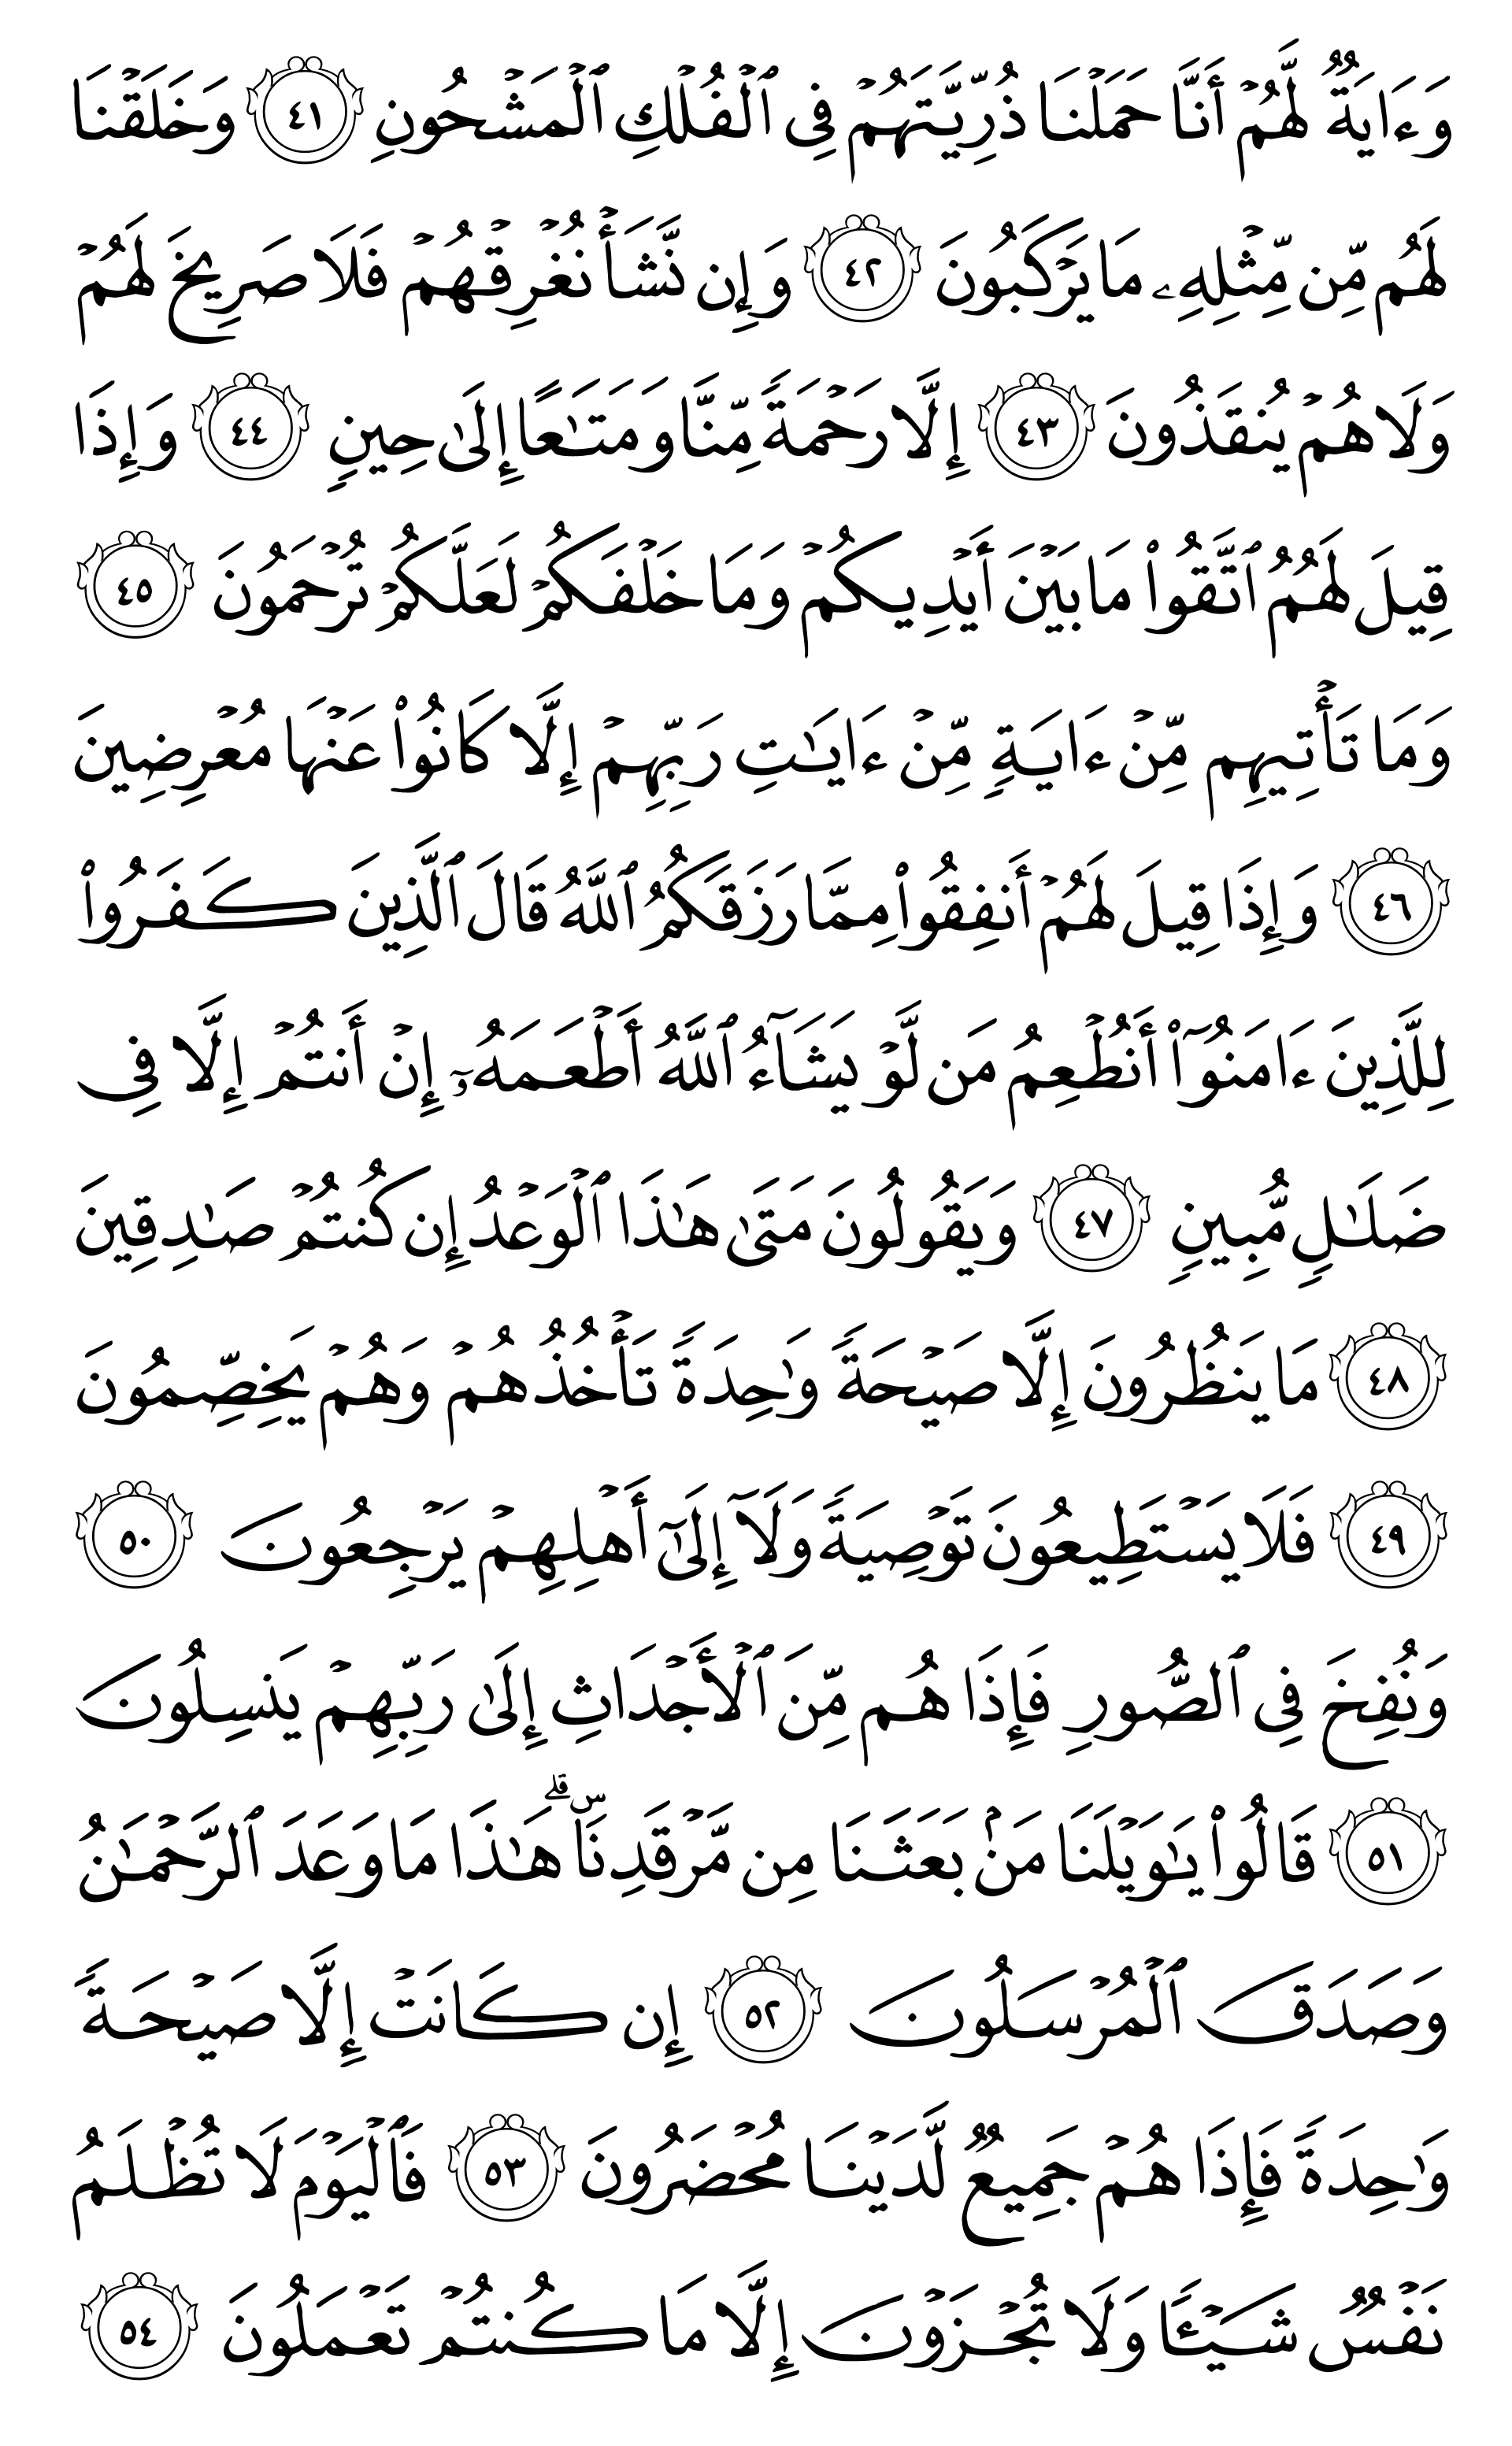 وَءَايَةٌ لَّهُمْ أَنَّا حَمَلْنَا ذُرِّيَّتَهُمْ فِي ٱلْفُلْكِ ٱلْمَشْحُونِ ٤١ وَخَلَقْنَا
لَهُم مِّن مِّثْلِهِۦ مَا يَرْكَبُونَ ٤٢ وَإِن نَّشَأْ نُغْرِقْهُمْ فَلَا صَرِيخَ لَهُمْ
وَلَا هُمْ يُنقَذُونَ ٤٣ إِلَّا رَحْمَةً مِّنَّا وَمَتَـٰعًا إِلَىٰ حِينٍ ٤٤ وَإِذَا
قِيلَ لَهُمُ ٱتَّقُوا۟ مَا بَيْنَ أَيْدِيكُمْ وَمَا خَلْفَكُمْ لَعَلَّكُمْ تُرْحَمُونَ ٤٥
وَمَا تَأْتِيهِم مِّنْ ءَايَةٍ مِّنْ ءَايَـٰتِ رَبِّهِمْ إِلَّا كَانُوا۟ عَنْهَا مُعْرِضِينَ
٤٦ وَإِذَا قِيلَ لَهُمْ أَنفِقُوا۟ مِمَّا رَزَقَكُمُ ٱللَّهُ قَالَ ٱلَّذِينَ كَفَرُوا۟
لِلَّذِينَ ءَامَنُوٓا۟ أَنُطْعِمُ مَن لَّوْ يَشَآءُ ٱللَّهُ أَطْعَمَهُۥٓ إِنْ أَنتُمْ إِلَّا فِي
ضَلَـٰلٍ مُّبِينٍ ٤٧ وَيَقُولُونَ مَتَىٰ هَـٰذَا ٱلْوَعْدُ إِن كُنتُمْ صَـٰدِقِينَ
٤٨ مَا يَنظُرُونَ إِلَّا صَيْحَةً وَٰحِدَةً تَأْخُذُهُمْ وَهُمْ يَخِصِّمُونَ
٤٩ فَلَا يَسْتَطِيعُونَ تَوْصِيَةً وَلَآ إِلَىٰٓ أَهْلِهِمْ يَرْجِعُونَ ٥٠
وَنُفِخَ فِي ٱلصُّورِ فَإِذَا هُم مِّنَ ٱلْأَجْدَاثِ إِلَىٰ رَبِّهِمْ يَنسِلُونَ
٥١ قَالُوا۟ يَـٰوَيْلَنَا مَنۢ بَعَثَنَا مِن مَّرْقَدِنَاۜۗ هَـٰذَا مَا وَعَدَ ٱلرَّحْمَـٰنُ
وَصَدَقَ ٱلْمُرْسَلُونَ ٥٢ إِن كَانَتْ إِلَّا صَيْحَةً
وَٰحِدَةً فَإِذَا هُمْ جَمِيعٌ لَّدَيْنَا مُحْضَرُونَ ٥٣ فَٱلْيَوْمَ لَا تُظْلَمُ
نَفْسٌ شَيْـًٔا وَلَا تُجْزَوْنَ إِلَّا مَا كُنتُمْ تَعْمَلُونَ ٥٤